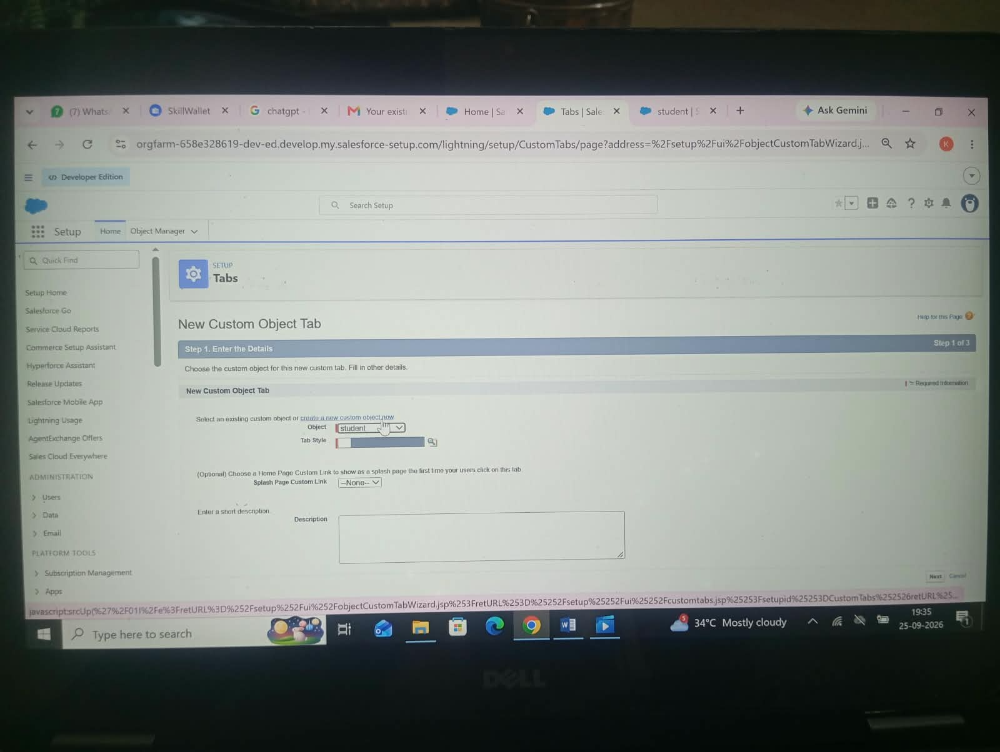 (7) Whats
SkillWallet
chatgpt -
Your exist
Home | Sa
Tabs | Sale
student | S
Ask Gemini
orgfarm-658e328619-dev-ed.develop.my.salesforce-setup.com/lightning/setup/CustomTabs/page?address=%2Fsetup%2Fui%2FobjectCustomTabWizard.j...
K
Developer Edition
Search Setup
Setup
Home
Object Manager
Quick Find
SETUP
Tabs
Setup Home
Salesforce Go
Service Cloud Reports
Commerce Setup Assistant
Hyperforce Assistant
Release Updates
Salesforce Mobile App
Lightning Usage
AgentExchange Offers
Sales Cloud Everywhere
ADMINISTRATION
Users
Data
Email
PLATFORM TOOLS
Subscription Management
Apps
New Custom Object Tab
Help for this Page
Step 1. Enter the Details
Step 1 of 3
Choose the custom object for this new custom tab. Fill in other details.
New Custom Object Tab
= Required Information
Select an existing custom object or create a new custom object now
Object
student
Tab Style
(Optional) Choose a Home Page Custom Link to show as a splash page the first time your users click on this tab.
Splash Page Custom Link
--None--
Enter a short description.
Description
Next
Cancel
javascript:srcUp(%27%2F01I%2Fe%3FretURL%3D%252Fsetup%252Fui%252FobjectCustomTabWizard.jsp%253FretURL%253D%25252Fsetup%25252Fui%25252Fcustomtabs.jsp%25253Fsetupid%25253DCustomTabs%252526retURL%25...
Type here to search
5
34°C Mostly cloudy
19:35
25-09-2026
1
DELL